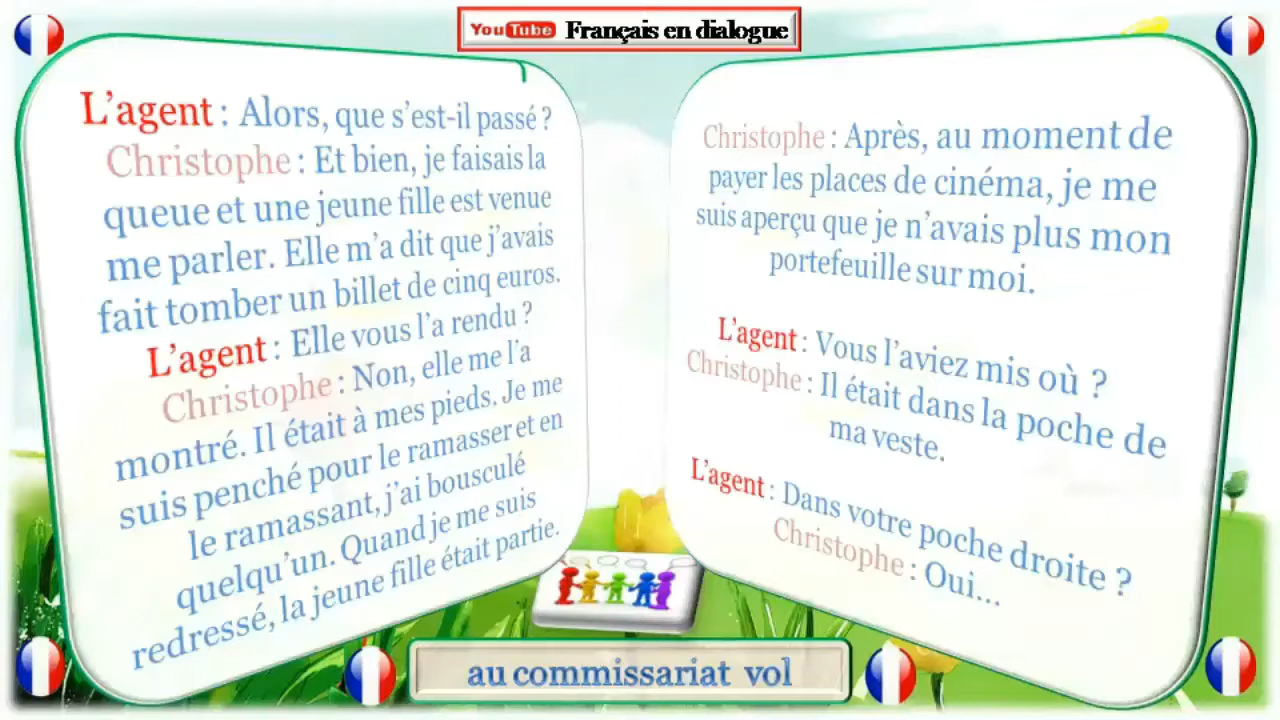 YouTube Français en dialogue
L'agent : Alors, que s'est-il passé ?
Christophe : Et bien, je faisais la
queue et une jeune fille est venue
me parler. Elle m'a dit que j'avais
fait tomber un billet de cinq euros.
L'agent : Elle vous l'a rendu ?
Christophe : Non, elle me l'a
montré. Il était à mes pieds. Je me
suis penché pour le ramasser et en
le ramassant, j'ai bousculé
quelqu'un. Quand je me suis
redressé, la jeune fille était partie.
Christophe : Après, au moment de
payer les places de cinéma, je me
suis aperçu que je n'avais plus mon
portefeuille sur moi.
L'agent : Vous l'aviez mis où ?
Christophe : Il était dans la poche de
ma veste.
L'agent : Dans votre poche droite ?
Christophe : Oui...
au commissariat vol